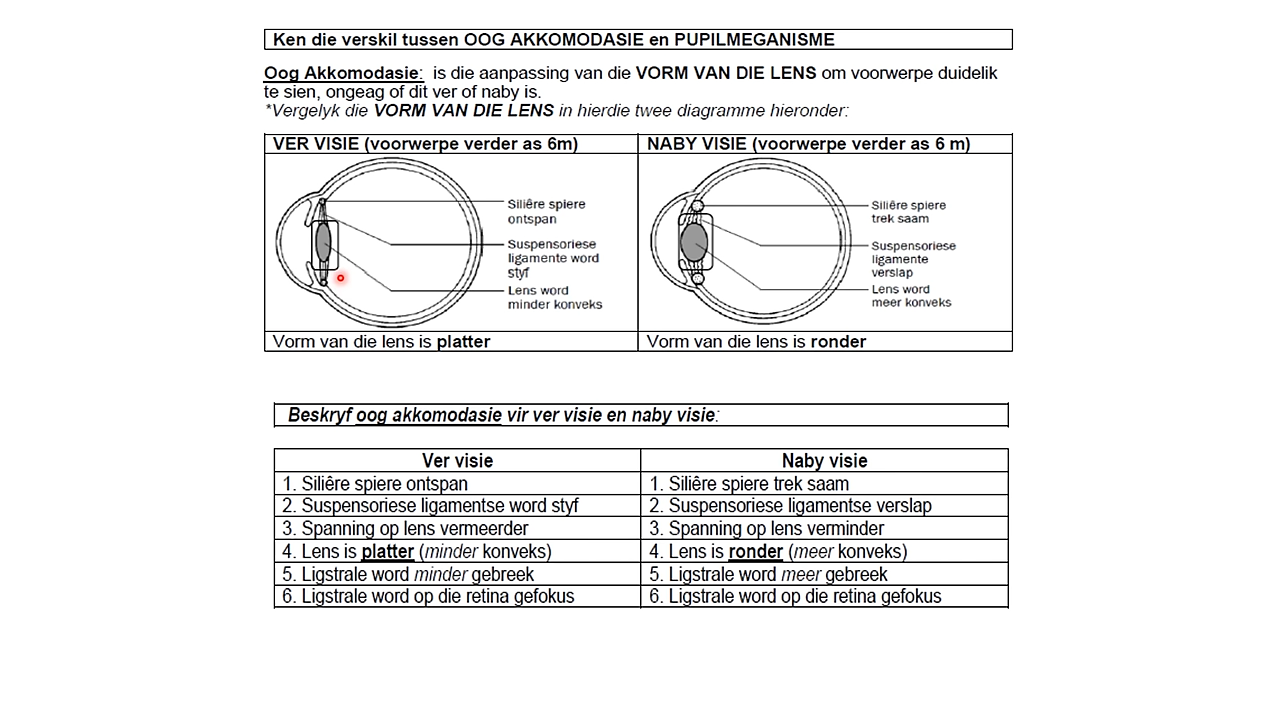 Ken die verskil tussen OOG AKKOMODASIE en PUPILMEGANISME
Oog Akkomodasie: is die aanpassing van die VORM VAN DIE LENS om voorwerpe duidelik
te sien, ongeag of dit ver of naby is.
*Vergelyk die VORM VAN DIE LENS in hierdie twee diagramme hieronder:
VER VISIE (voorwerpe verder as 6m)
Siliêre spiere
ontspan
Suspensoriese
ligamente word
styf
Lens word
minder konveks
Vorm van die lens is platter
NABY VISIE (voorwerpe verder as 6 m)
Siliêre spiere
trek saam
Suspensoriese
ligamente
verslap
Lens word
meer konveks
Vorm van die lens is ronder
Beskryf oog akkomodasie vir ver visie en naby visie:
Ver visie
Naby visie
1. Siliêre spiere ontspan
1. Siliêre spiere trek saam
2. Suspensoriese ligamentse word styf
2. Suspensoriese ligamentse verslap
3. Spanning op lens vermeerder
3. Spanning op lens verminder
4. Lens is platter (minder konveks)
4. Lens is ronder (meer konveks)
5. Ligstrale word minder gebreek
5. Ligstrale word meer gebreek
6. Ligstrale word op die retina gefokus
6. Ligstrale word op die retina gefokus